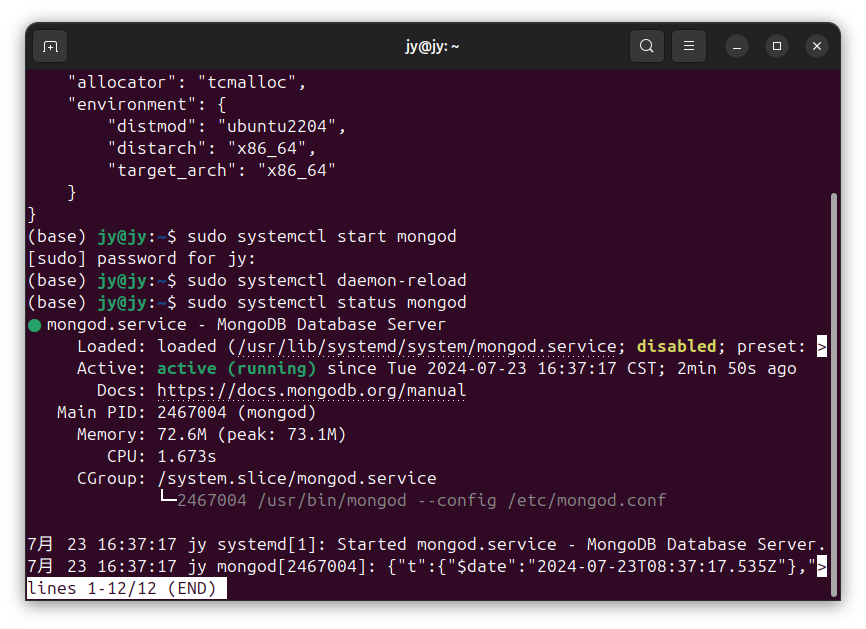 jy@jy: ~
    "allocator": "tcmalloc",
    "environment": {
        "distmod": "ubuntu2204",
        "distarch": "x86_64",
        "target_arch": "x86_64"
    }
}
(base) jy@jy:~$ sudo systemctl start mongod
[sudo] password for jy:
(base) jy@jy:~$ sudo systemctl daemon-reload
(base) jy@jy:~$ sudo systemctl status mongod
● mongod.service - MongoDB Database Server
     Loaded: loaded (/usr/lib/systemd/system/mongod.service; disabled; preset: >
     Active: active (running) since Tue 2024-07-23 16:37:17 CST; 2min 50s ago
       Docs: https://docs.mongodb.org/manual
   Main PID: 2467004 (mongod)
     Memory: 72.6M (peak: 73.1M)
        CPU: 1.673s
     CGroup: /system.slice/mongod.service
             └─2467004 /usr/bin/mongod --config /etc/mongod.conf
7月 23 16:37:17 jy systemd[1]: Started mongod.service - MongoDB Database Server.
7月 23 16:37:17 jy mongod[2467004]: {"t":{"$date":"2024-07-23T08:37:17.535Z"},">
lines 1-12/12 (END)